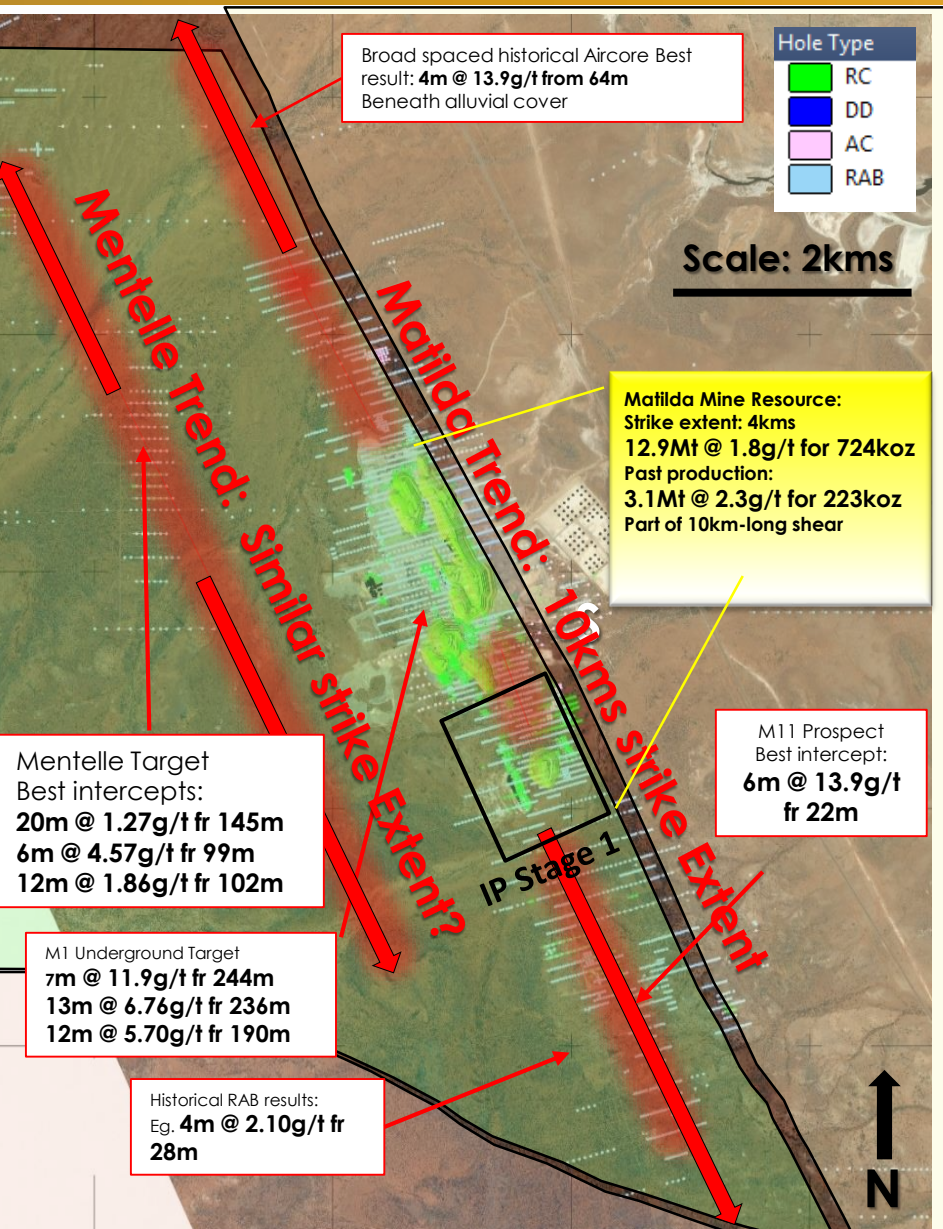 Broad spaced historical Aircore Best
result: 4m @ 13.9g/t from 64m
Beneath alluvial cover
Hole Type
RC
DD
AC
RAB
Scale: 2kms
Mentelle Trend: Similar strike Extent?
Matilda Trend: 10kms strike Extent
Matilda Mine Resource:
Strike extent: 4kms
12.9Mt @ 1.8g/t for 724koz
Past production:
3.1Mt @ 2.3g/t for 223koz
Part of 10km-long shear
M11 Prospect
Best intercept:
6m @ 13.9g/t
fr 22m
Mentelle Target
Best intercepts:
20m @ 1.27g/t fr 145m
6m @ 4.57g/t fr 99m
12m @ 1.86g/t fr 102m
IP Stage 1
M1 Underground Target
7m @ 11.9g/t fr 244m
13m @ 6.76g/t fr 236m
12m @ 5.70g/t fr 190m
Historical RAB results:
Eg. 4m @ 2.10g/t fr
28m
N